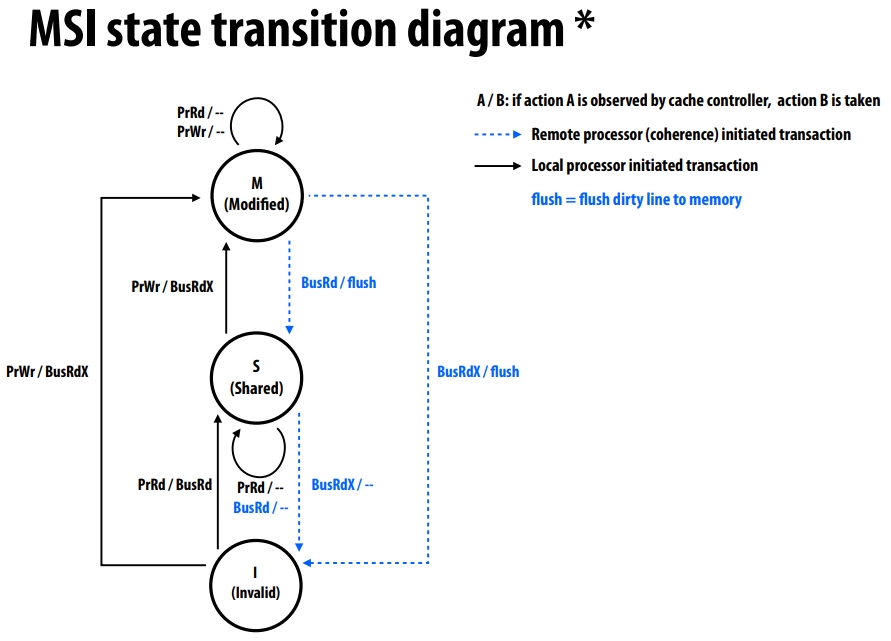 MSI state transition diagram *
A / B: if action A is observed by cache controller, action B is taken
Remote processor (coherence) initiated transaction
Local processor initiated transaction
flush = flush dirty line to memory
PrRd / --
PrWr / --
M
(Modified)
PrWr / BusRdX
BusRd / flush
PrWr / BusRdX
S
(Shared)
BusRdX / flush
PrRd / BusRd
PrRd / --
BusRd / --
BusRdX / --
I
(Invalid)